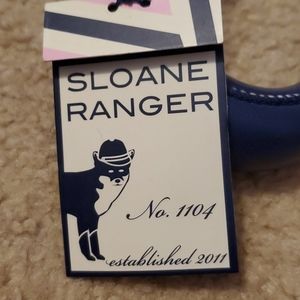 SLOANE
RANGER
No. 1104
established 2011